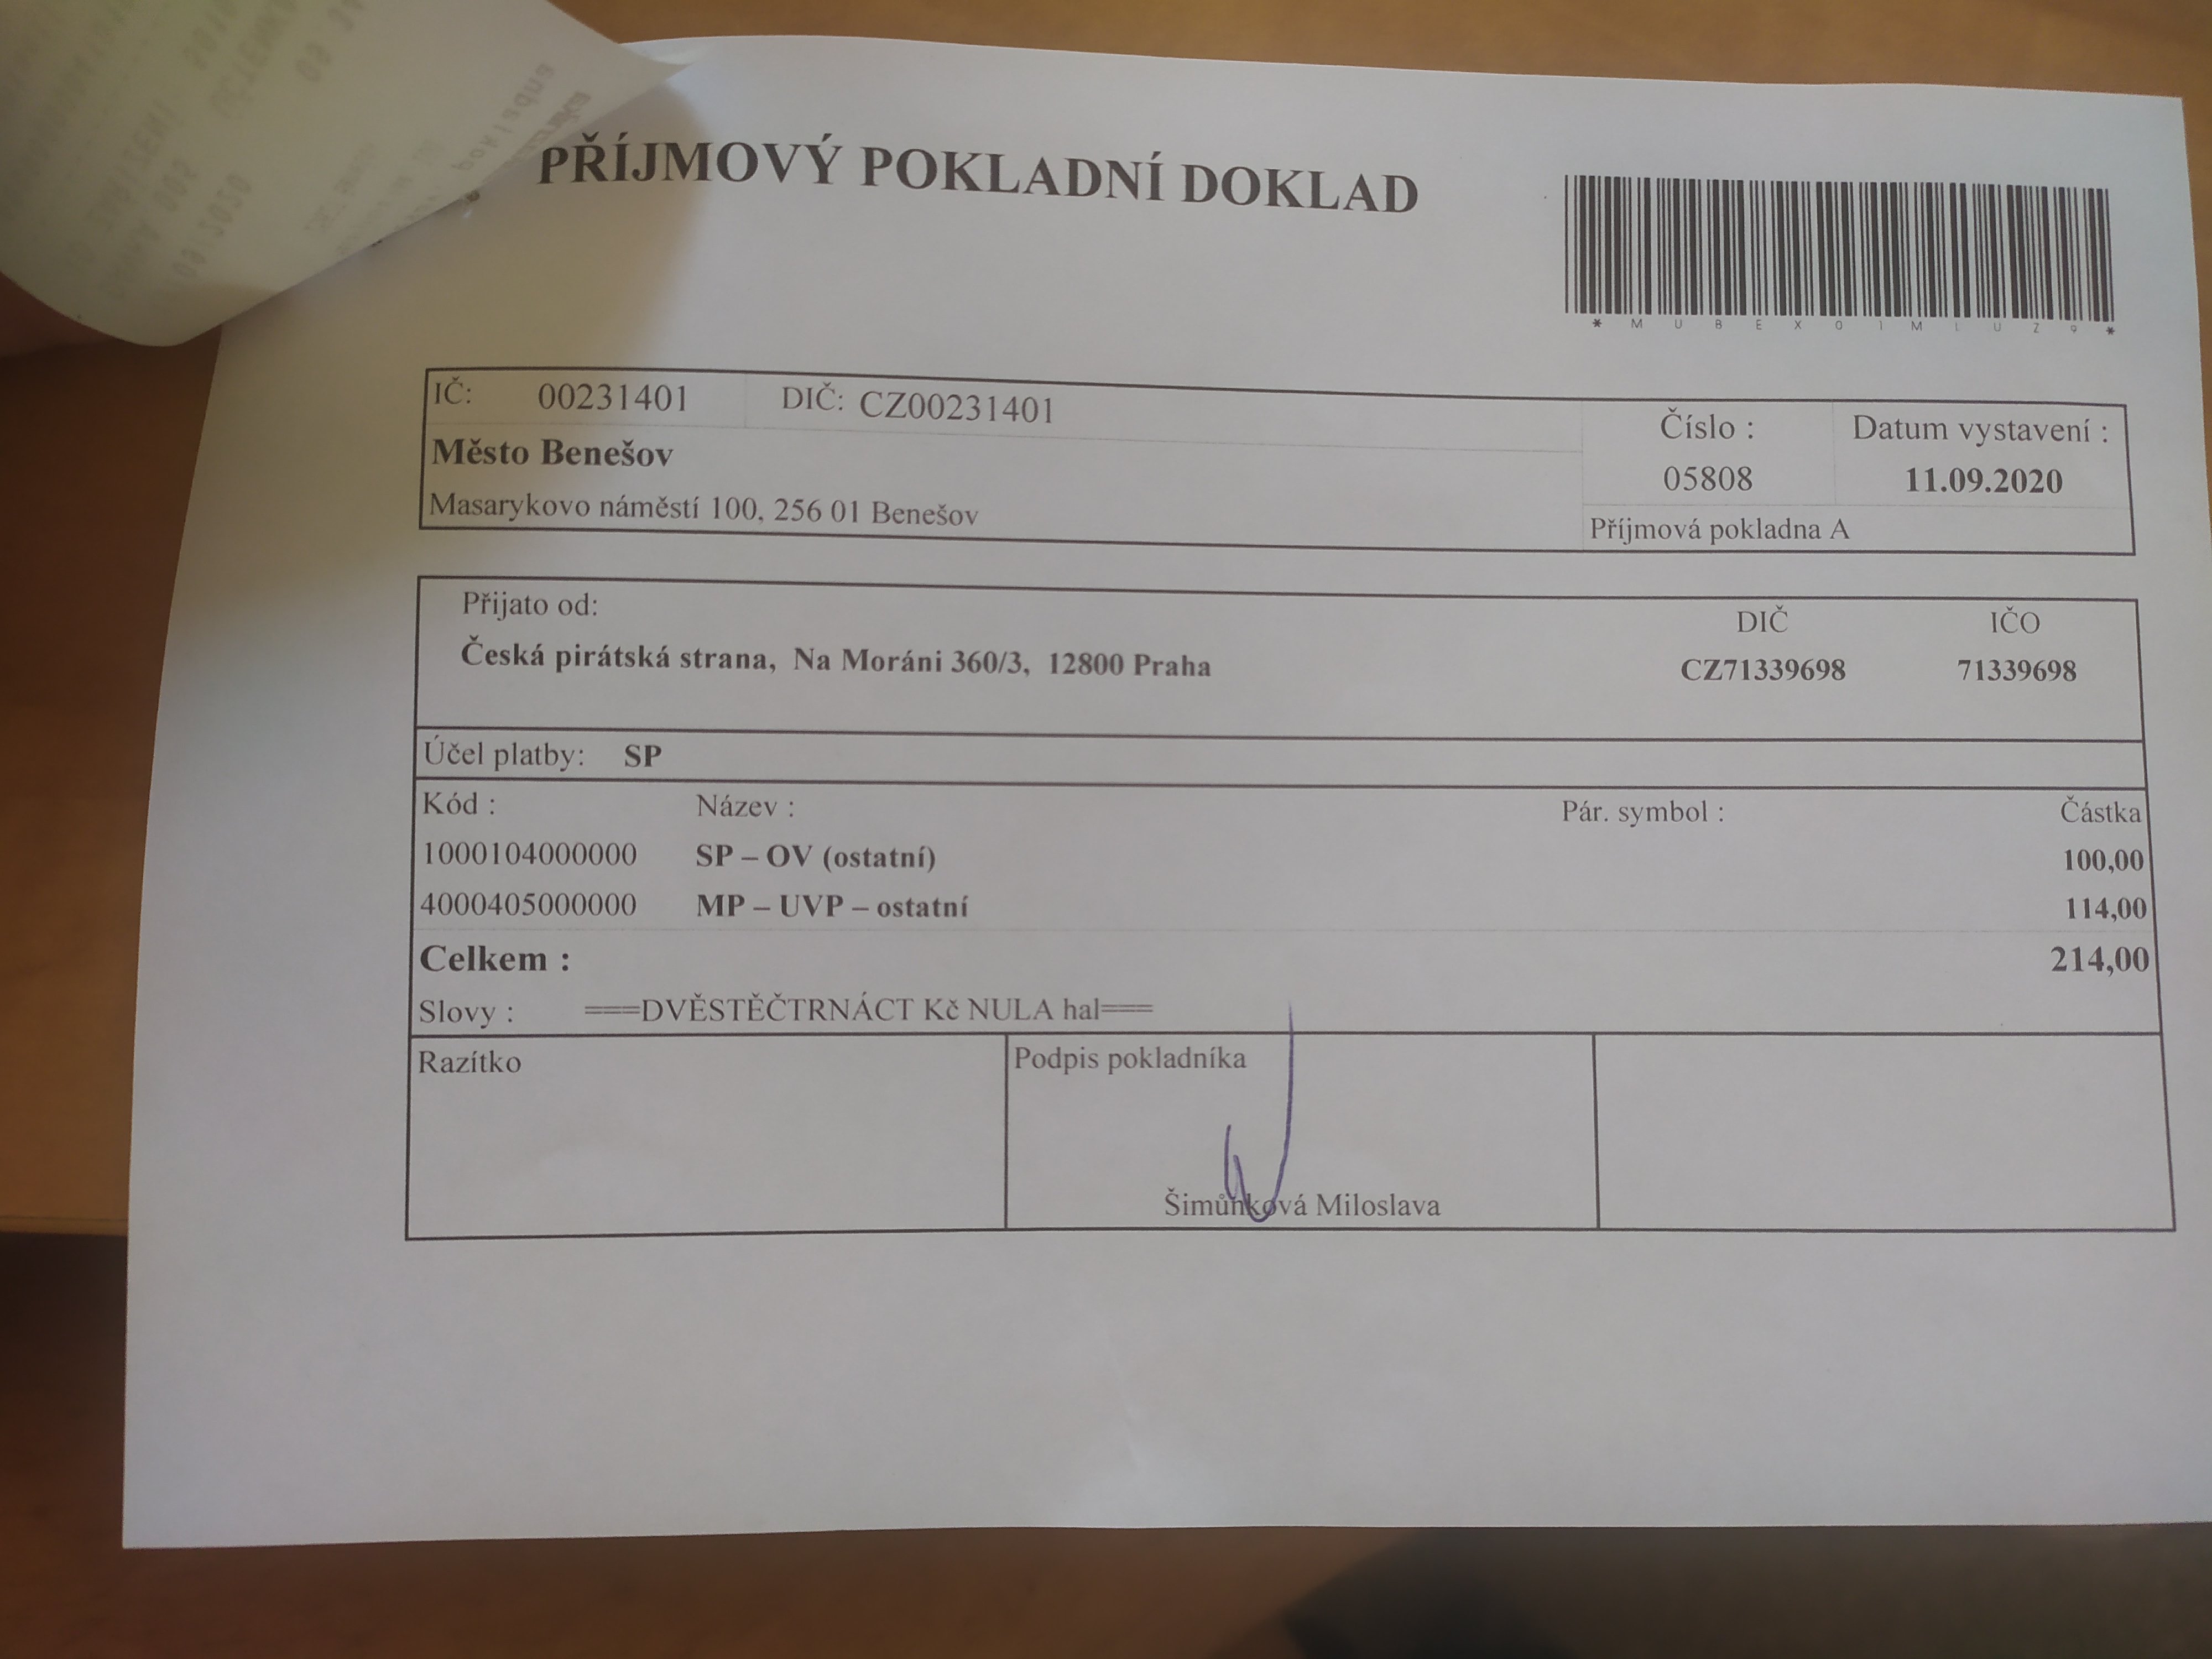 PŘÍJMOVÝ POKLADNÍ DOKLAD
*MUBEX01MLUZ9*
IČ: 00231401 DIČ: CZ00231401
Město Benešov
Masarykovo náměstí 100, 256 01 Benešov
Číslo : Datum vystavení :
05808 11.09.2020
Příjmová pokladna A
Přijato od: DIČ IČO
Česká pirátská strana, Na Moráni 360/3, 12800 Praha CZ71339698 71339698
Účel platby: SP
Kód : Název : Pár. symbol : Částka
1000104000000 SP – OV (ostatní) 100,00
4000405000000 MP – UVP – ostatní 114,00
Celkem : 214,00
Slovy : ===DVĚSTĚČTRNÁCT Kč NULA hal===
Razítko Podpis pokladníka
Šimůnková Miloslava